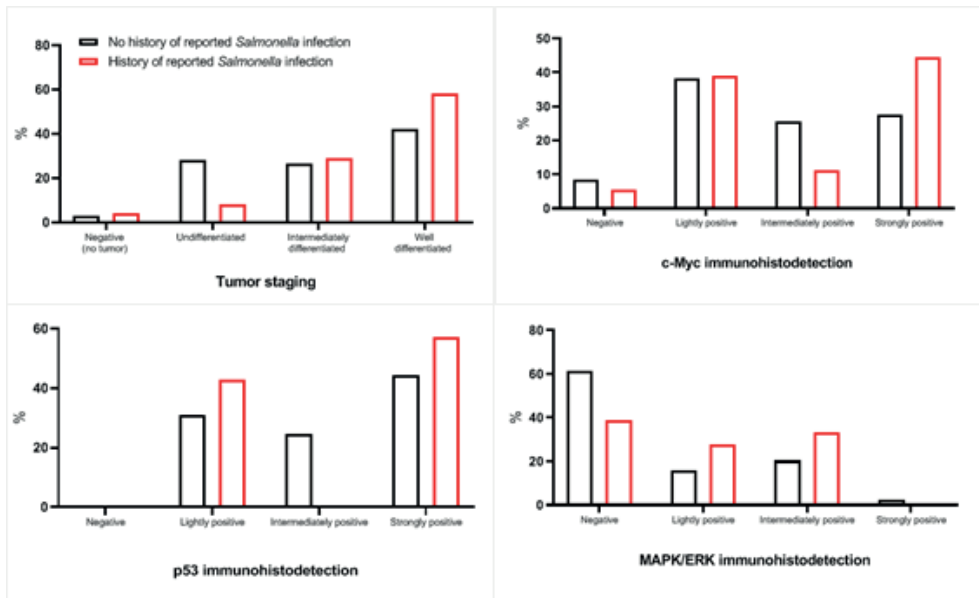 80
60
40
20
0
%
No history of reported Salmonella infection
History of reported Salmonella infection
Negative
(no tumor)
Undifferentiated
Intermediately
differentiated
Well
differentiated
Tumor staging
50
40
30
20
10
0
%
Negative
Lightly positive
Intermediately positive
Strongly positive
c-Myc immunohistodetection
60
40
20
0
%
Negative
Lightly positive
Intermediately positive
Strongly positive
p53 immunohistodetection
80
60
40
20
0
%
Negative
Lightly positive
Intermediately positive
Strongly positive
MAPK/ERK immunohistodetection